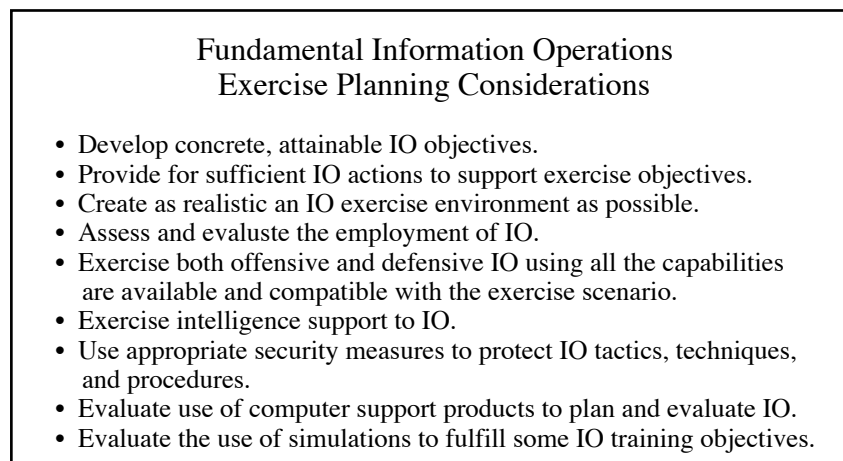 Fundamental Information Operations
Exercise Planning Considerations
• Develop concrete, attainable IO objectives.
• Provide for sufficient IO actions to support exercise objectives.
• Create as realistic an IO exercise environment as possible.
• Assess and evaluste the employment of IO.
• Exercise both offensive and defensive IO using all the capabilities
are available and compatible with the exercise scenario.
• Exercise intelligence support to IO.
• Use appropriate security measures to protect IO tactics, techniques,
and procedures.
• Evaluate use of computer support products to plan and evaluate IO.
• Evaluate the use of simulations to fulfill some IO training objectives.